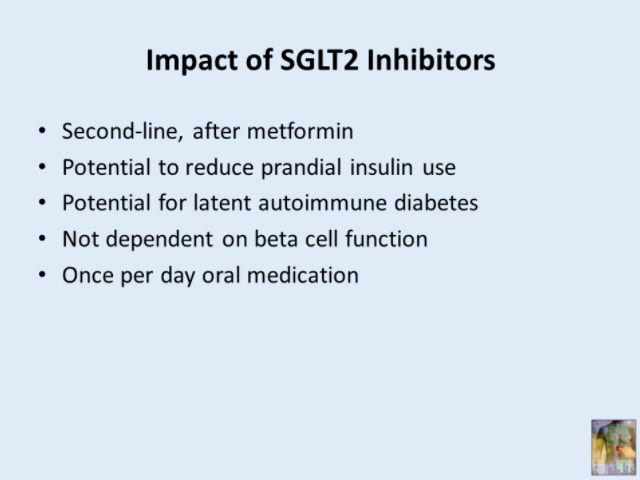 Impact of SGLT2 Inhibitors
• Second-line, after metformin
• Potential to reduce prandial insulin use
• Potential for latent autoimmune diabetes
• Not dependent on beta cell function
• Once per day oral medication